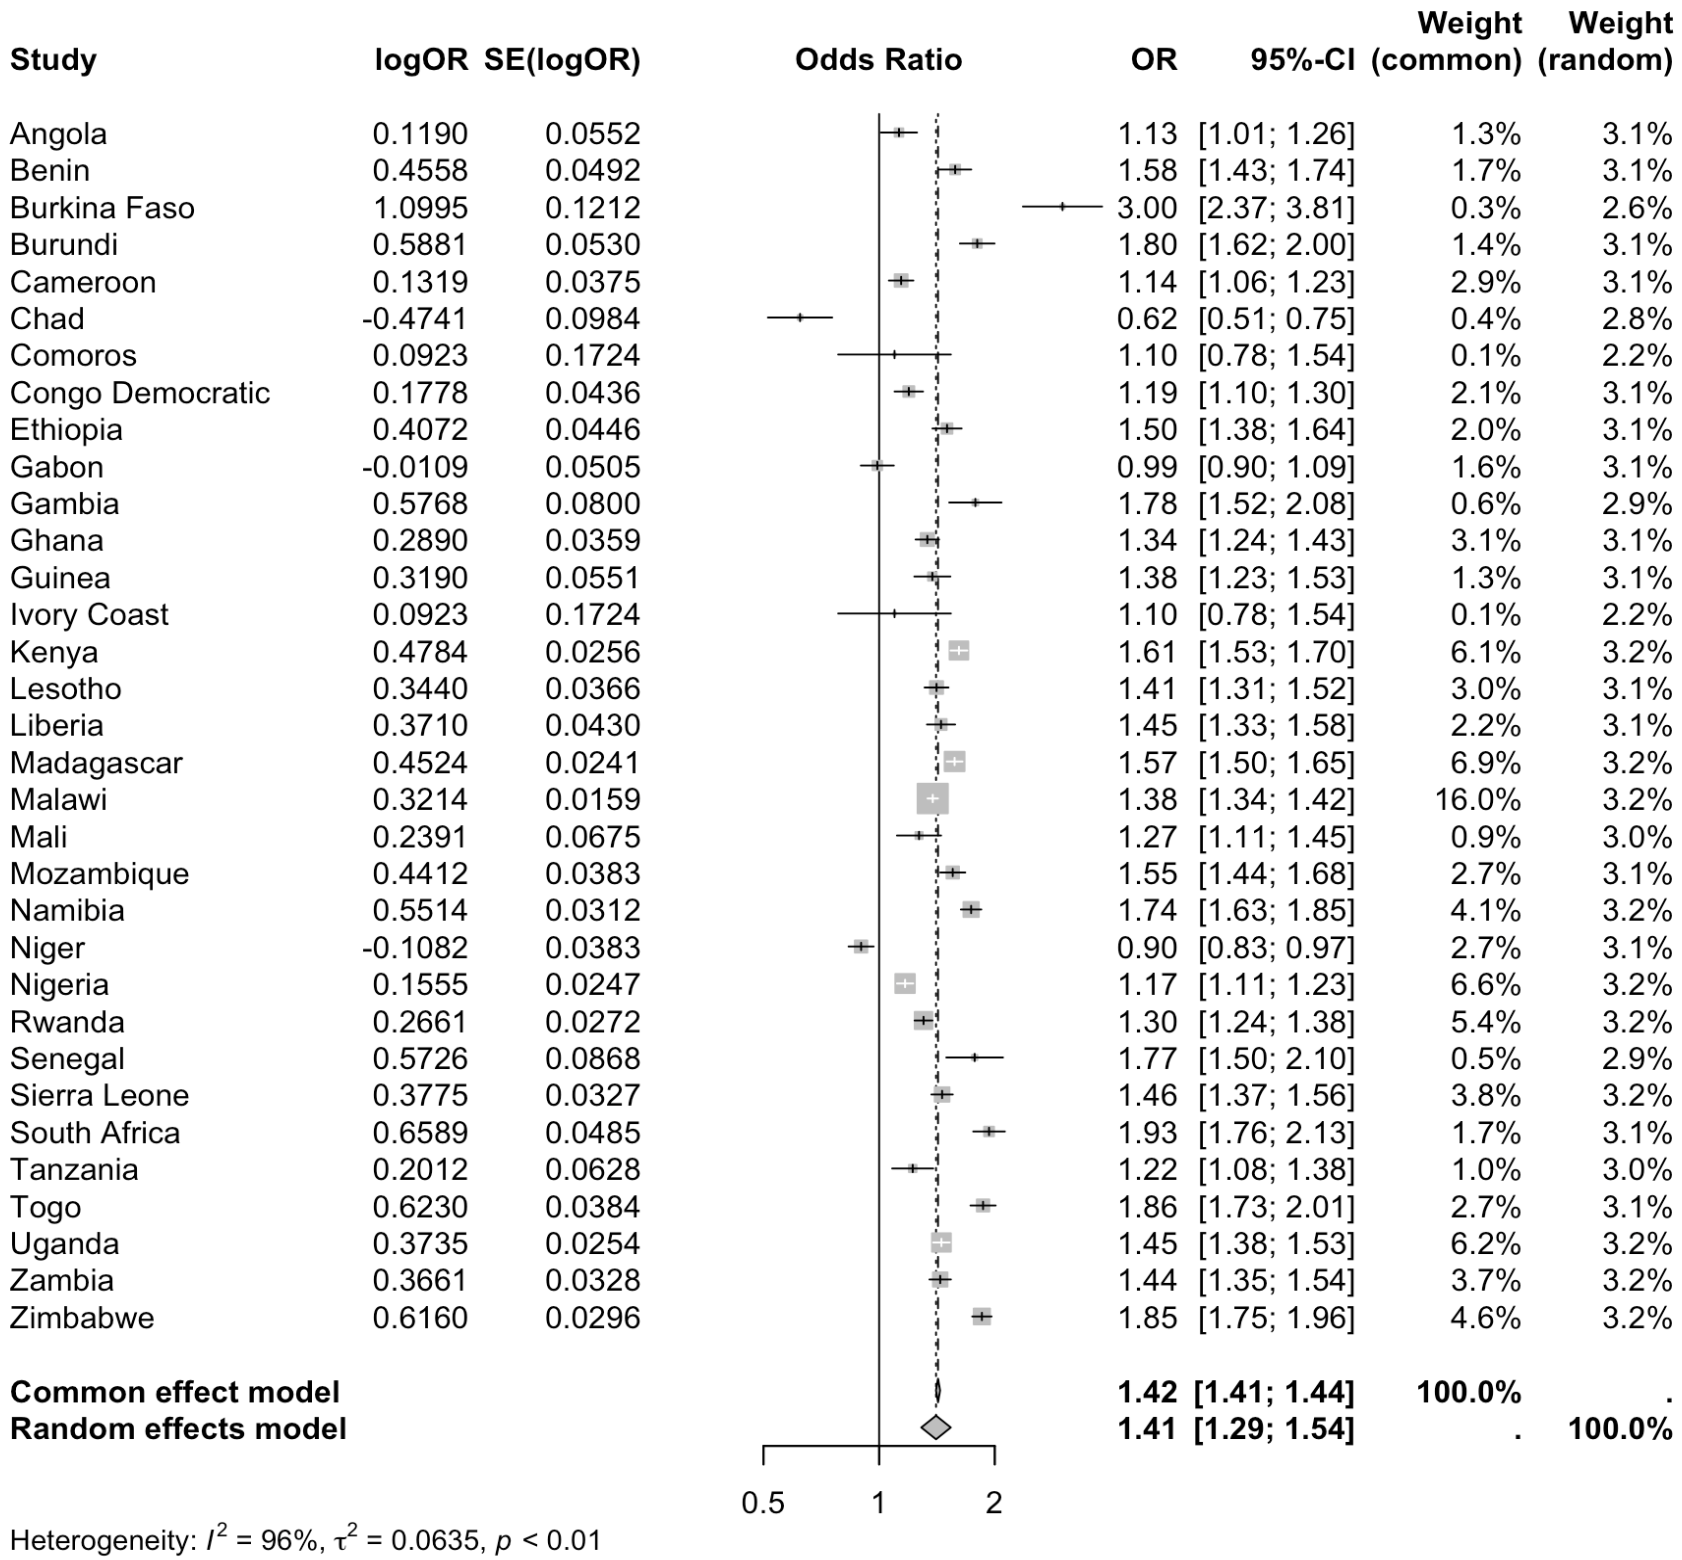 Weight Weight
Study logOR SE(logOR) Odds Ratio OR 95%-CI (common) (random)
Angola 0.1190 0.0552 1.13 [1.01; 1.26] 1.3% 3.1%
Benin 0.4558 0.0492 1.58 [1.43; 1.74] 1.7% 3.1%
Burkina Faso 1.0995 0.1212 3.00 [2.37; 3.81] 0.3% 2.6%
Burundi 0.5881 0.0530 1.80 [1.62; 2.00] 1.4% 3.1%
Cameroon 0.1319 0.0375 1.14 [1.06; 1.23] 2.9% 3.1%
Chad -0.4741 0.0984 0.62 [0.51; 0.75] 0.4% 2.8%
Comoros 0.0923 0.1724 1.10 [0.78; 1.54] 0.1% 2.2%
Congo Democratic 0.1778 0.0436 1.19 [1.10; 1.30] 2.1% 3.1%
Ethiopia 0.4072 0.0446 1.50 [1.38; 1.64] 2.0% 3.1%
Gabon -0.0109 0.0505 0.99 [0.90; 1.09] 1.6% 3.1%
Gambia 0.5768 0.0800 1.78 [1.52; 2.08] 0.6% 2.9%
Ghana 0.2890 0.0359 1.34 [1.24; 1.43] 3.1% 3.1%
Guinea 0.3190 0.0551 1.38 [1.23; 1.53] 1.3% 3.1%
Ivory Coast 0.0923 0.1724 1.10 [0.78; 1.54] 0.1% 2.2%
Kenya 0.4784 0.0256 1.61 [1.53; 1.70] 6.1% 3.2%
Lesotho 0.3440 0.0366 1.41 [1.31; 1.52] 3.0% 3.1%
Liberia 0.3710 0.0430 1.45 [1.33; 1.58] 2.2% 3.1%
Madagascar 0.4524 0.0241 1.57 [1.50; 1.65] 6.9% 3.2%
Malawi 0.3214 0.0159 1.38 [1.34; 1.42] 16.0% 3.2%
Mali 0.2391 0.0675 1.27 [1.11; 1.45] 0.9% 3.0%
Mozambique 0.4412 0.0383 1.55 [1.44; 1.68] 2.7% 3.1%
Namibia 0.5514 0.0312 1.74 [1.63; 1.85] 4.1% 3.2%
Niger -0.1082 0.0383 0.90 [0.83; 0.97] 2.7% 3.1%
Nigeria 0.1555 0.0247 1.17 [1.11; 1.23] 6.6% 3.2%
Rwanda 0.2661 0.0272 1.30 [1.24; 1.38] 5.4% 3.2%
Senegal 0.5726 0.0868 1.77 [1.50; 2.10] 0.5% 2.9%
Sierra Leone 0.3775 0.0327 1.46 [1.37; 1.56] 3.8% 3.2%
South Africa 0.6589 0.0485 1.93 [1.76; 2.13] 1.7% 3.1%
Tanzania 0.2012 0.0628 1.22 [1.08; 1.38] 1.0% 3.0%
Togo 0.6230 0.0384 1.86 [1.73; 2.01] 2.7% 3.1%
Uganda 0.3735 0.0254 1.45 [1.38; 1.53] 6.2% 3.2%
Zambia 0.3661 0.0328 1.44 [1.35; 1.54] 3.7% 3.2%
Zimbabwe 0.6160 0.0296 1.85 [1.75; 1.96] 4.6% 3.2%
Common effect model 1.42 [1.41; 1.44] 100.0% .
Random effects model 1.41 [1.29; 1.54] . 100.0%
0.5 1 2
Heterogeneity: I² = 96%, τ² = 0.0635, p < 0.01